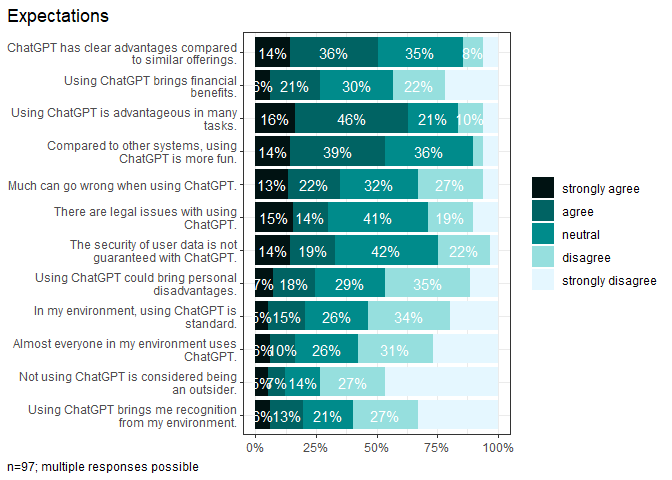 Expectations
ChatGPT has clear advantages compared
to similar offerings.
14% 36% 35% 8%
Using ChatGPT brings financial
benefits.
6% 21% 30% 22%
Using ChatGPT is advantageous in many
tasks.
16% 46% 21% 10%
Compared to other systems, using
ChatGPT is more fun.
14% 39% 36%
Much can go wrong when using ChatGPT.
13% 22% 32% 27%
There are legal issues with using
ChatGPT.
15% 14% 41% 19%
The security of user data is not
guaranteed with ChatGPT.
14% 19% 42% 22%
Using ChatGPT could bring personal
disadvantages.
7% 18% 29% 35%
In my environment, using ChatGPT is
standard.
5% 15% 26% 34%
Almost everyone in my environment uses
ChatGPT.
6% 10% 26% 31%
Not using ChatGPT is considered being
an outsider.
5% 7% 14% 27%
Using ChatGPT brings me recognition
from my environment.
6% 13% 21% 27%
0% 25% 50% 75% 100%
strongly agree
agree
neutral
disagree
strongly disagree
n=97; multiple responses possible